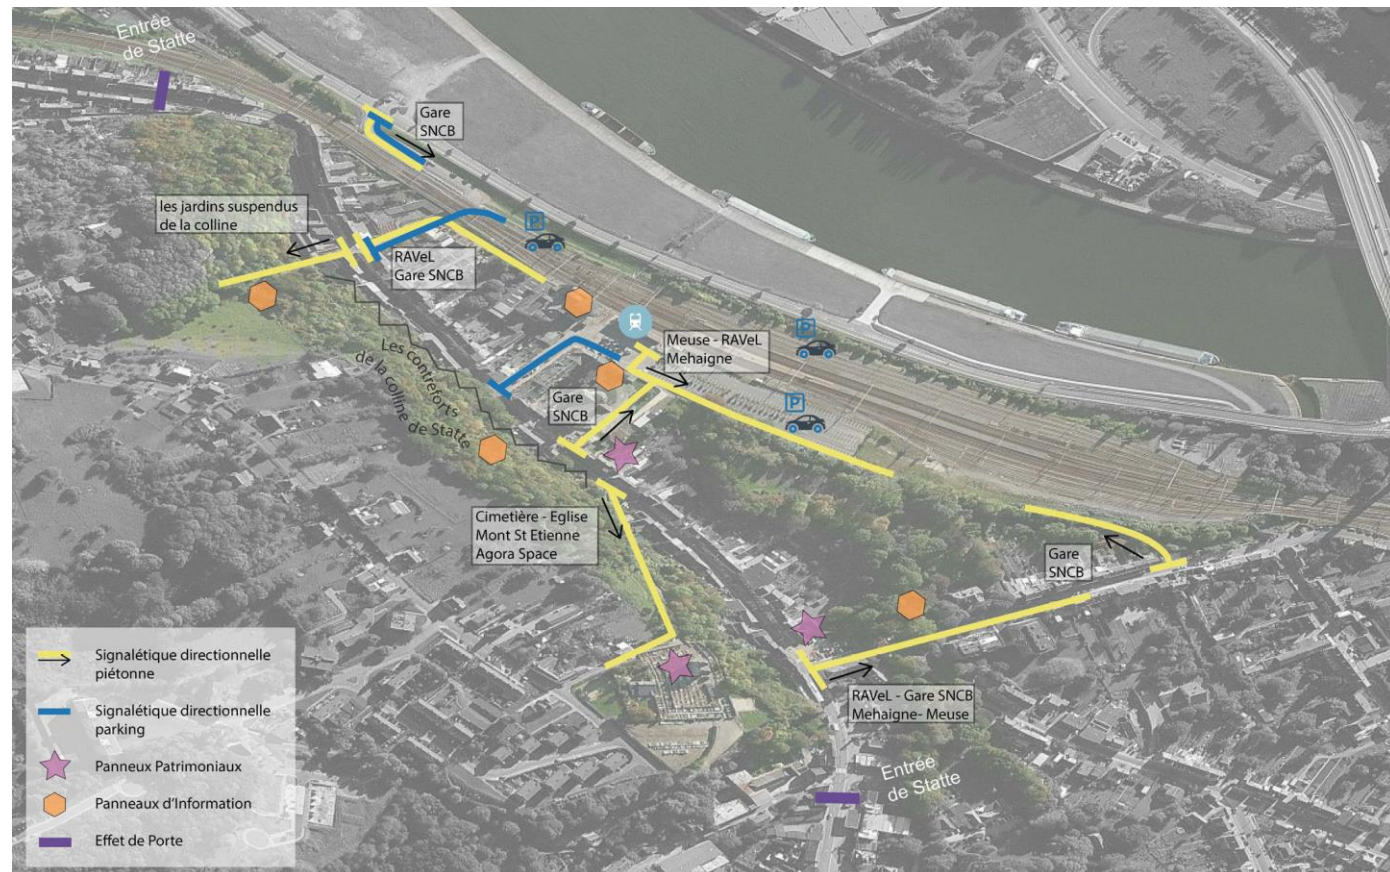 Entrée
de Statte
Gare
SNCB
les jardins suspendus
de la colline
P
RAVeL
Gare SNCB
P
Meuse - RAVeL
Mehaigne
Les contreforts
de la colline
de Statte
Gare
SNCB
P
Cimetière - Eglise
Mont St Etienne
Agora Space
Gare
SNCB
RAVeL - Gare SNCB
Mehaigne- Meuse
Entrée
de Statte
Signalétique directionnelle
piétonne
Signalétique directionnelle
parking
Panneux Patrimoniaux
Panneaux d'Information
Effet de Porte